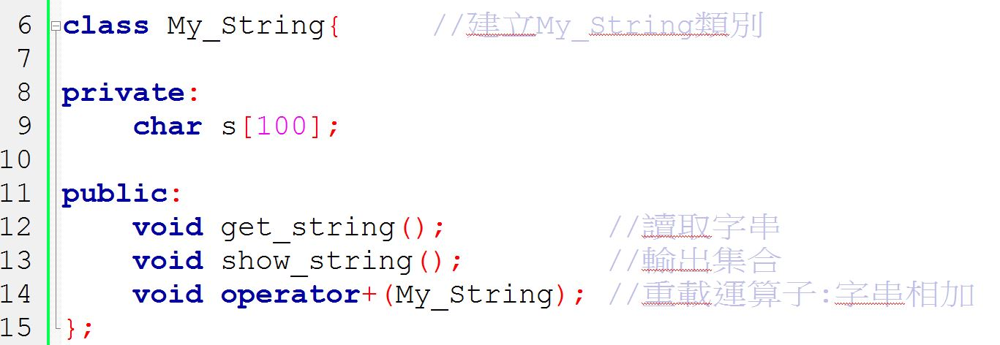 6 class My_String{ //建立My_String類別
7
8 private:
9 char s[100];
10
11 public:
12 void get_string(); //讀取字串
13 void show_string(); //輸出集合
14 void operator+(My_String); //重載運算子:字串相加
15 };